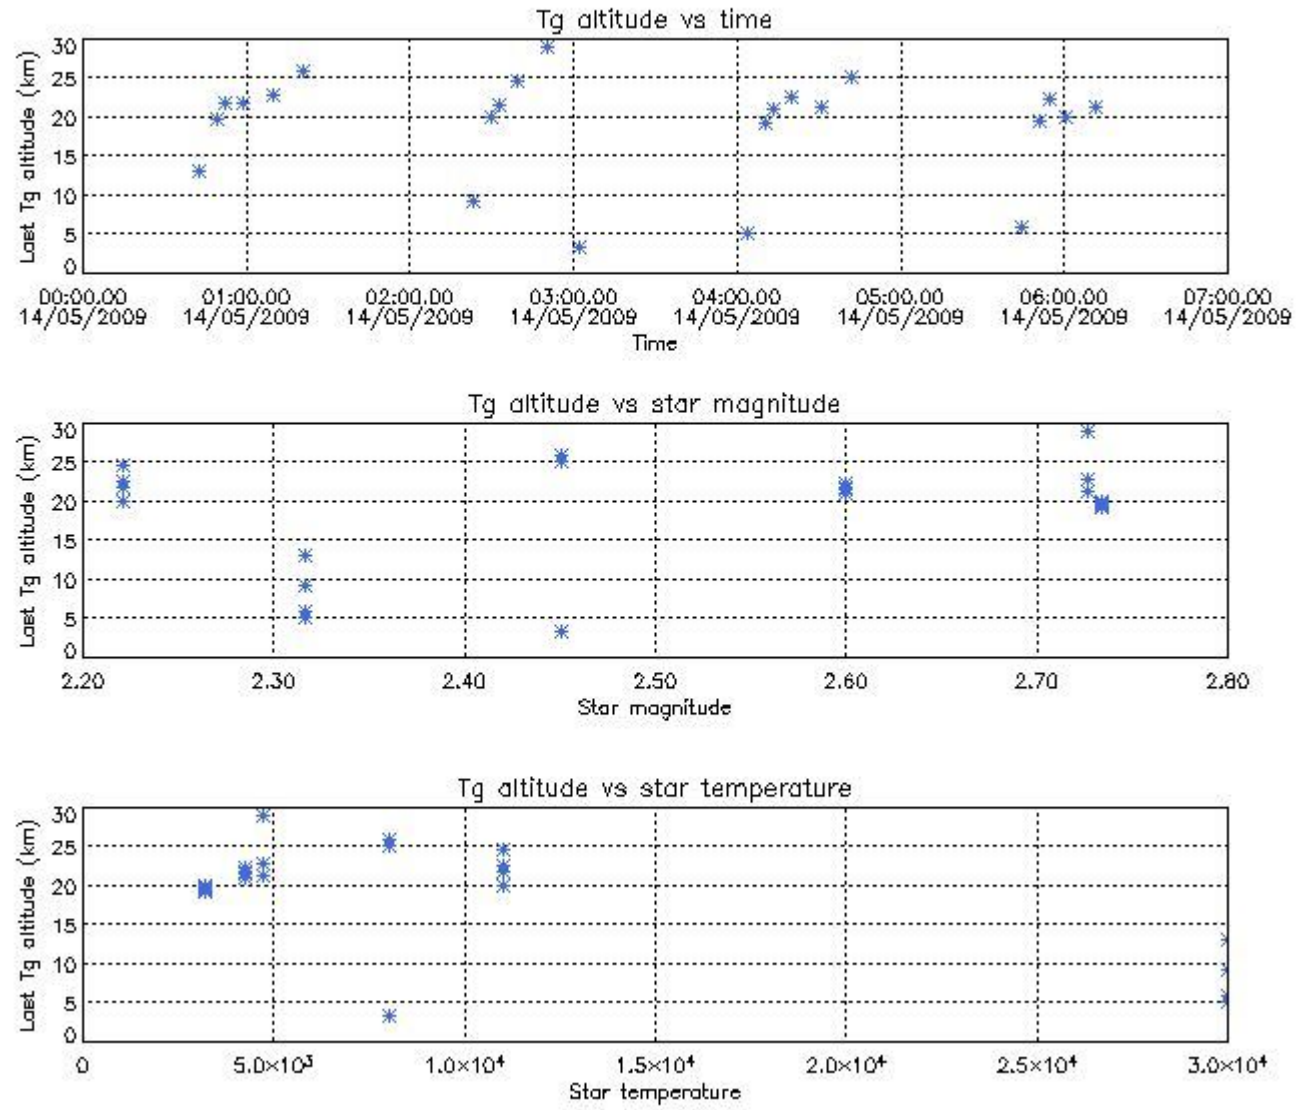 Tg altitude vs time
Last Tg altitude (km)
30
25
20
15
10
5
0
00:00.00 01:00.00 02:00.00 03:00.00 04:00.00 05:00.00 06:00.00 07:00.00
14/05/2009 14/05/2009 14/05/2009 14/05/2009 14/05/2009 14/05/2009 14/05/2009 14/05/2009
Time
Tg altitude vs star magnitude
Last Tg altitude (km)
30
25
20
15
10
5
0
2.20 2.30 2.40 2.50 2.60 2.70 2.80
Star magnitude
Tg altitude vs star temperature
Last Tg altitude (km)
30
25
20
15
10
5
0
0 5.0×10³ 1.0×10⁴ 1.5×10⁴ 2.0×10⁴ 2.5×10⁴ 3.0×10⁴
Star temperature